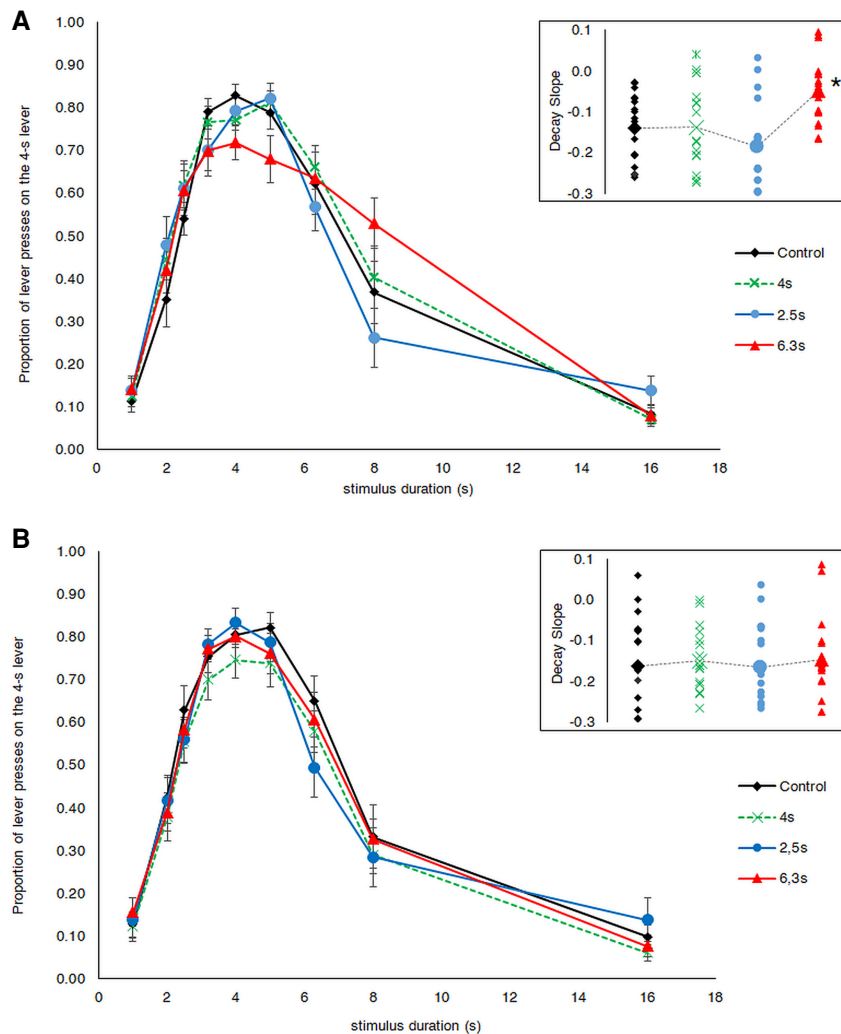 A
Proportion of lever presses on the 4-s lever
1.00
0.90
0.80
0.70
0.60
0.50
0.40
0.30
0.20
0.10
0.00
0 2 4 6 8 10 12 14 16 18
stimulus duration (s)
Decay Slope
0.1
0.0
-0.1
-0.2
-0.3
*
Control
4s
2.5s
6.3s
B
Proportion of lever presses on the 4-s lever
1.00
0.90
0.80
0.70
0.60
0.50
0.40
0.30
0.20
0.10
0.00
0 2 4 6 8 10 12 14 16 18
stimulus duration (s)
Decay Slope
0.1
0.0
-0.1
-0.2
-0.3
Control
4s
2,5s
6,3s